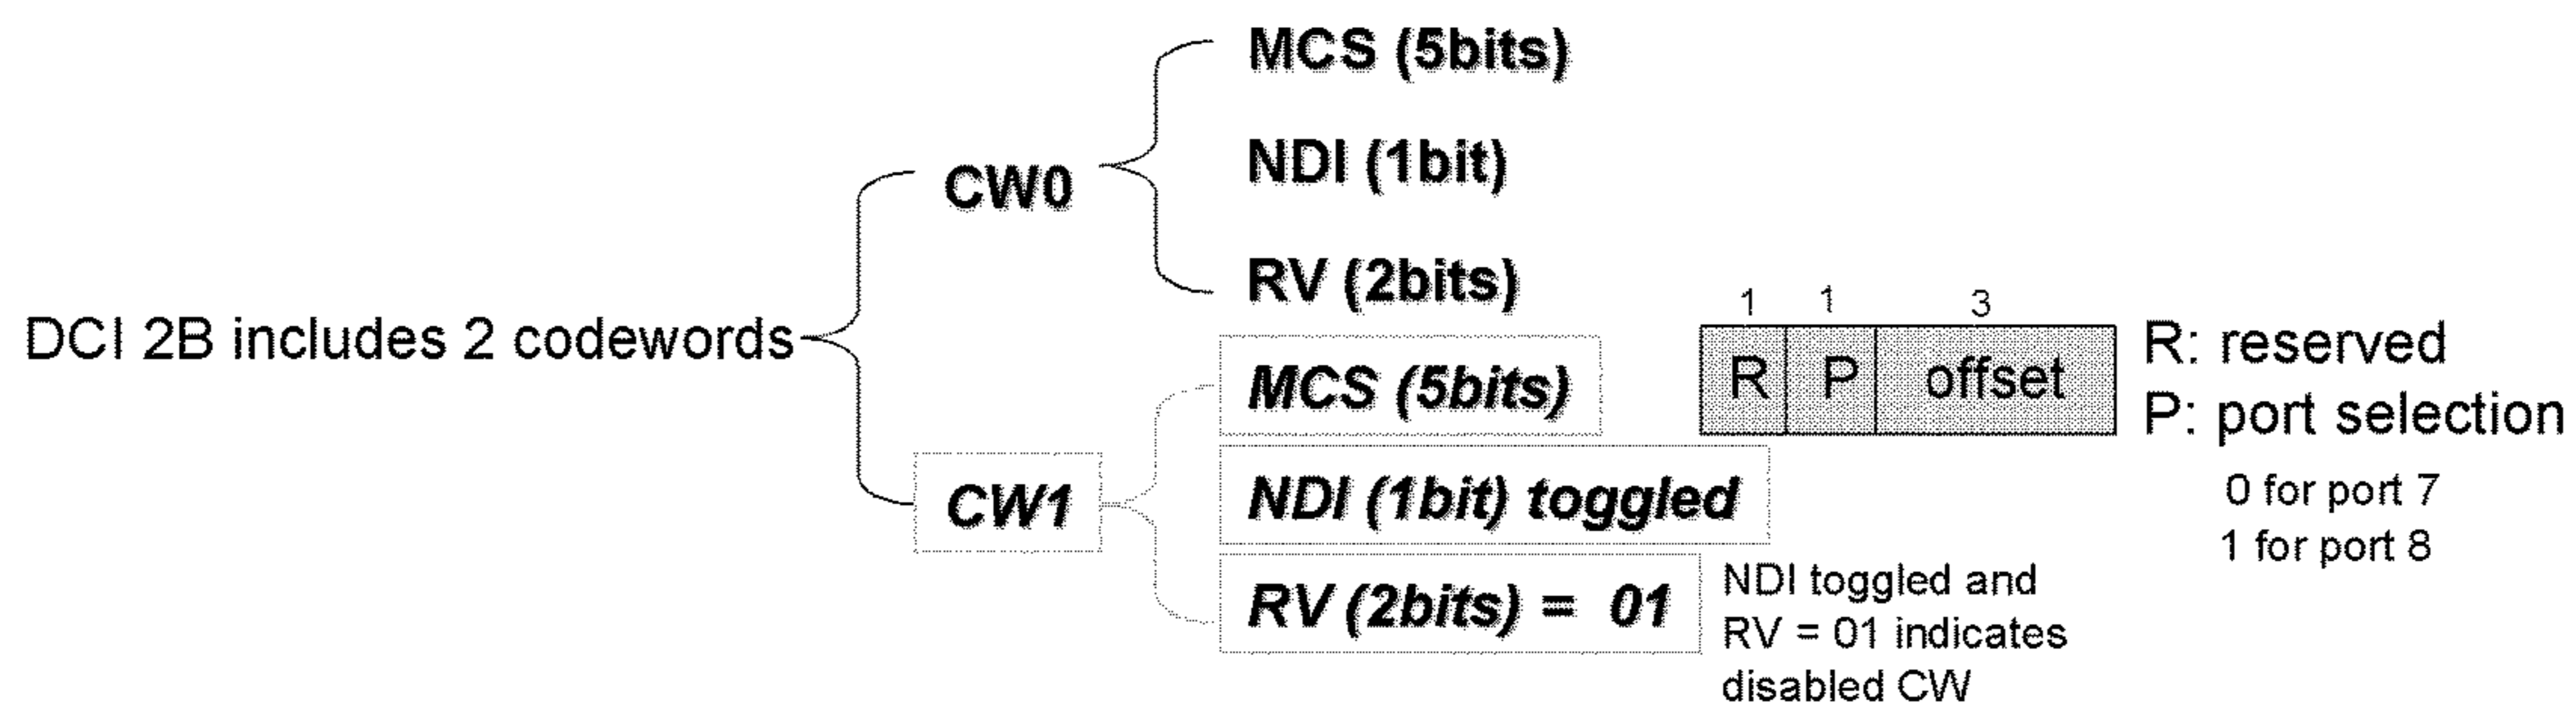 DCI 2B includes 2 codewords
CW0
MCS (5bits)
NDI (1bit)
RV (2bits)
CW1
MCS (5bits)
NDI (1bit) toggled
RV (2bits) = 01
1 1 3
R P offset
R: reserved
P: port selection
0 for port 7
1 for port 8
NDI toggled and
RV = 01 indicates
disabled CW